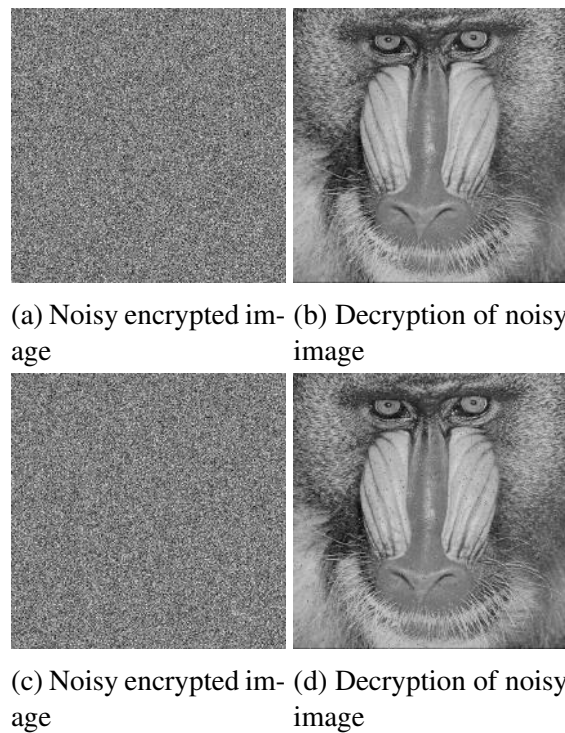 (a) Noisy encrypted im-
age
(b) Decryption of noisy
image
(c) Noisy encrypted im-
age
(d) Decryption of noisy
image